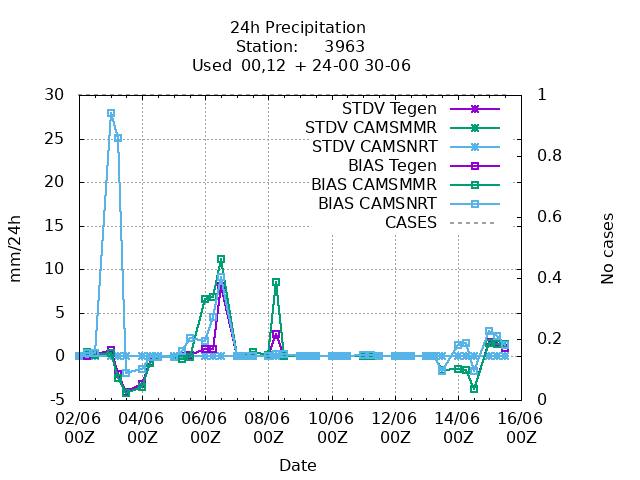 24h Precipitation
Station: 3963
Used 00,12 + 24-00 30-06
30
25
20
15
10
5
0
-5
1
0.8
0.6
0.4
0.2
0
mm/24h
No cases
STDV Tegen
STDV CAMSMMR
STDV CAMSNRT
BIAS Tegen
BIAS CAMSMMR
BIAS CAMSNRT
CASES
02/06 04/06 06/06 08/06 10/06 12/06 14/06 16/06
00Z 00Z 00Z 00Z 00Z 00Z 00Z 00Z
Date